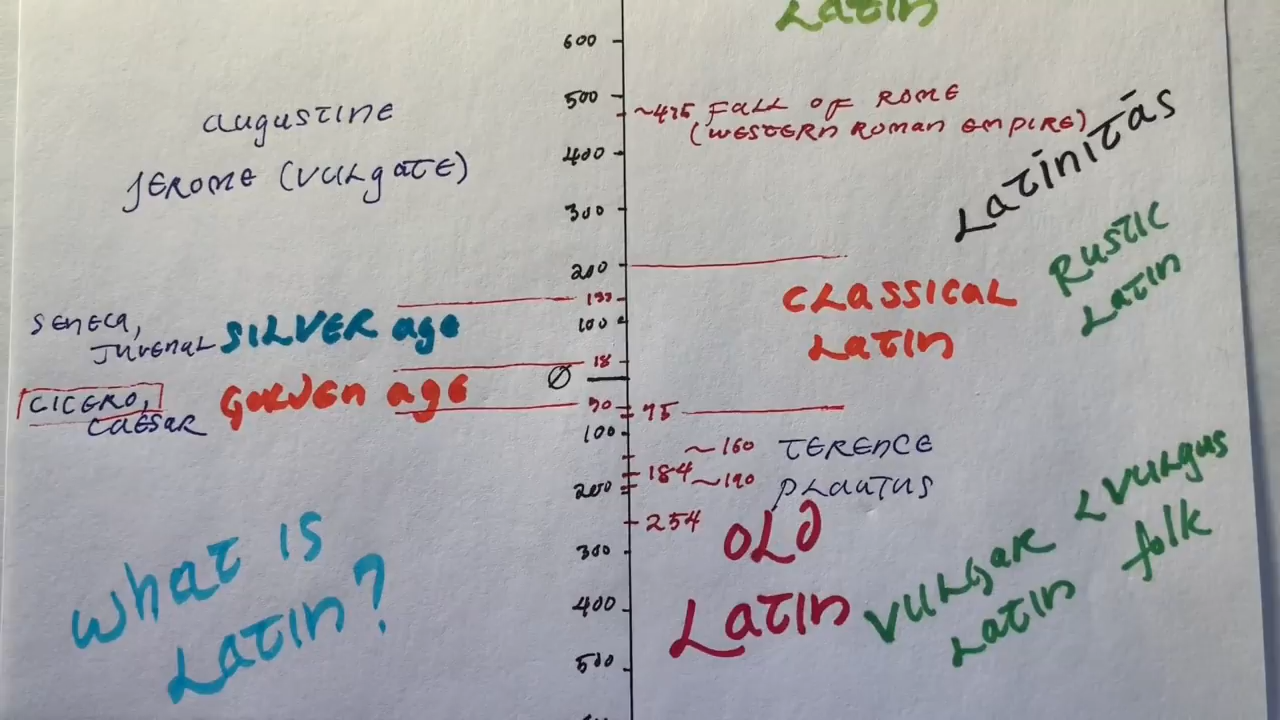 Latin
600
500
~475 Fall of Rome
(Western Roman Empire)
Augustine
400
Jerome (Vulgate)
Latinitās
300
Rustic
Latin
200
133
Classical
Latin
Seneca,
Juvenal
Silver Age
100
18
Ø
Cicero,
Caesar
Golden Age
70
75
100
~160 Terence
184
~190 Plautus
200
254
Old
Latin
300
400
500
Vulgar
Latin
< Vulgus
folk
What is
Latin?